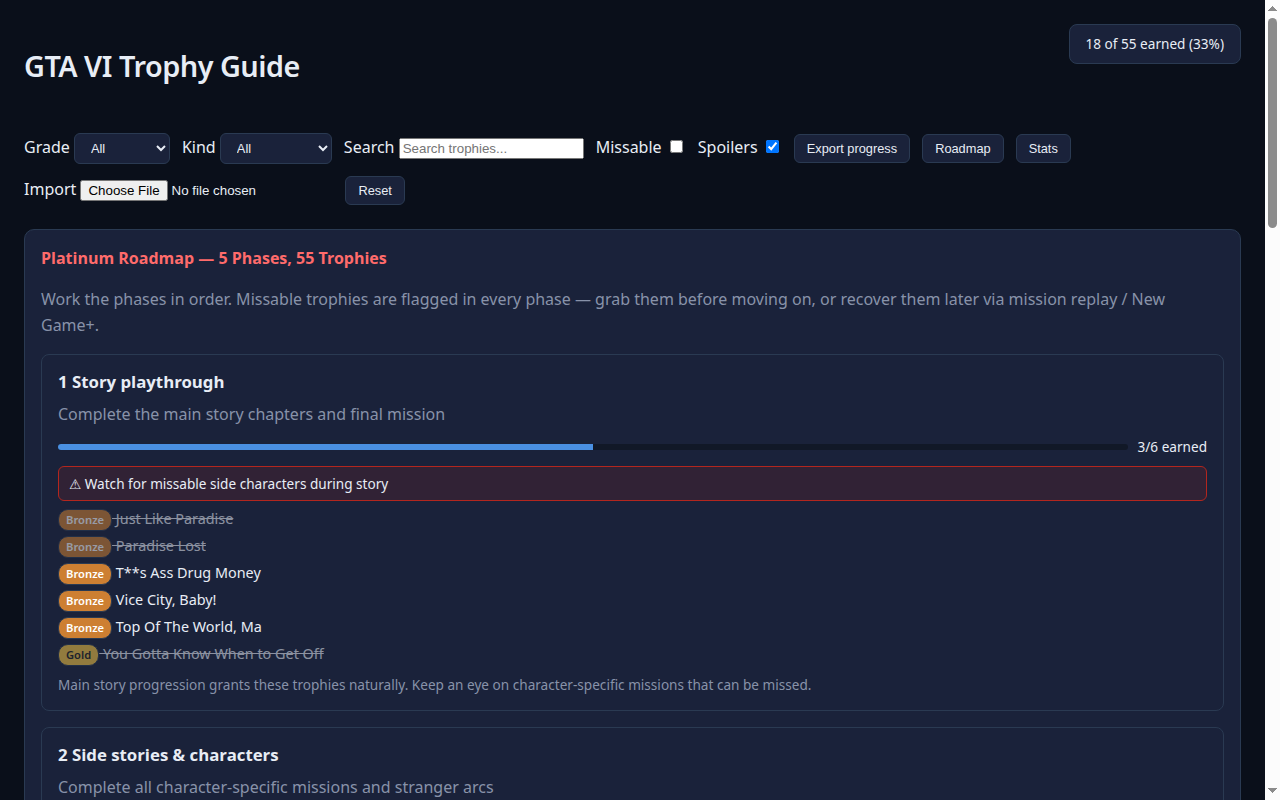 18 of 55 earned (33%)
GTA VI Trophy Guide
Grade All Kind All Search Search trophies... Missable Spoilers Export progress Roadmap Stats
Import Choose File No file chosen Reset
Platinum Roadmap — 5 Phases, 55 Trophies
Work the phases in order. Missable trophies are flagged in every phase — grab them before moving on, or recover them later via mission replay / New
Game+.
1 Story playthrough
Complete the main story chapters and final mission
3/6 earned
⚠ Watch for missable side characters during story
Bronze Just Like Paradise
Bronze Paradise Lost
Bronze T**s Ass Drug Money
Bronze Vice City, Baby!
Bronze Top Of The World, Ma
Gold You Gotta Know When to Get Off
Main story progression grants these trophies naturally. Keep an eye on character-specific missions that can be missed.
2 Side stories & characters
Complete all character-specific missions and stranger arcs